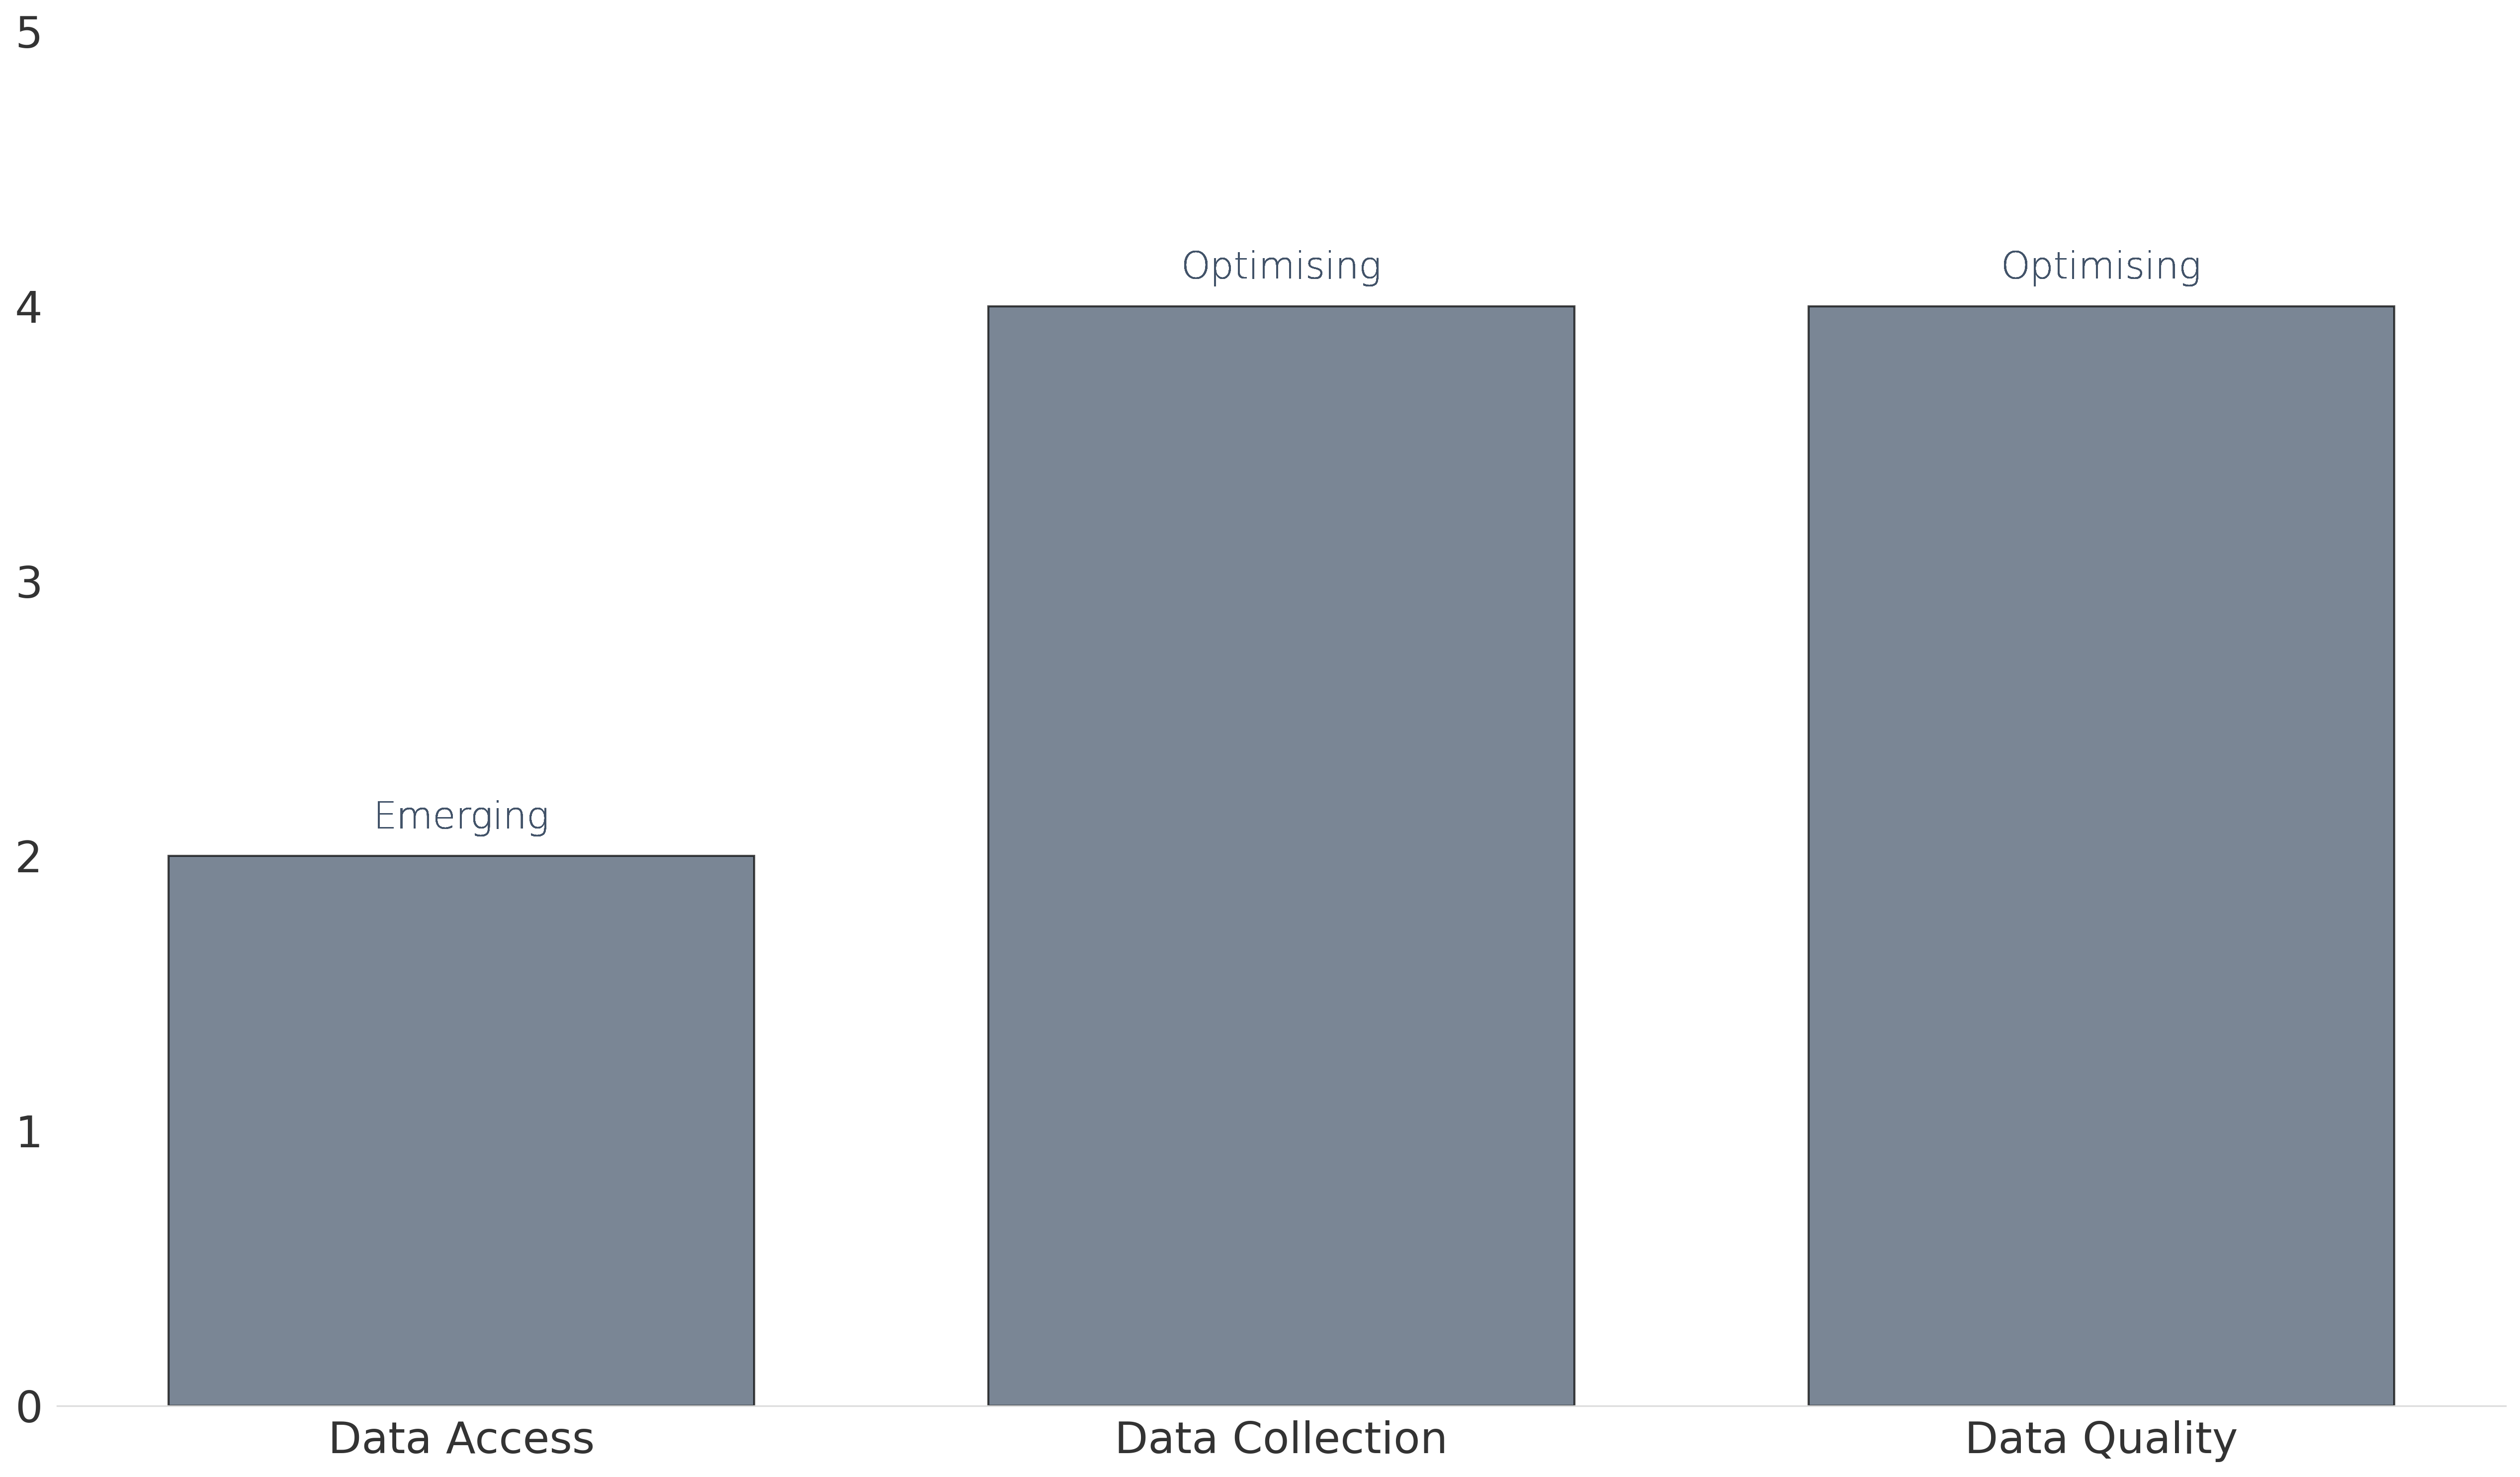 5
Optimising Optimising
4
3
Emerging
2
1
0
Data Access Data Collection Data Quality